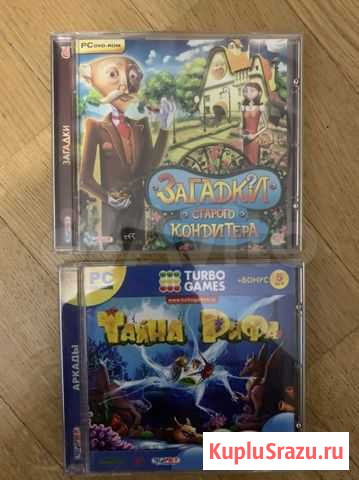 PC DVD-ROM
ЗАГАДКИ
ЗАГАДКИ
СТАРОГО
КОНДИТЕРА
PC
TURBO
GAMES
+БОНУС
АРКАДЫ
ТАЙНА РИФА
KupluSrazu.ru